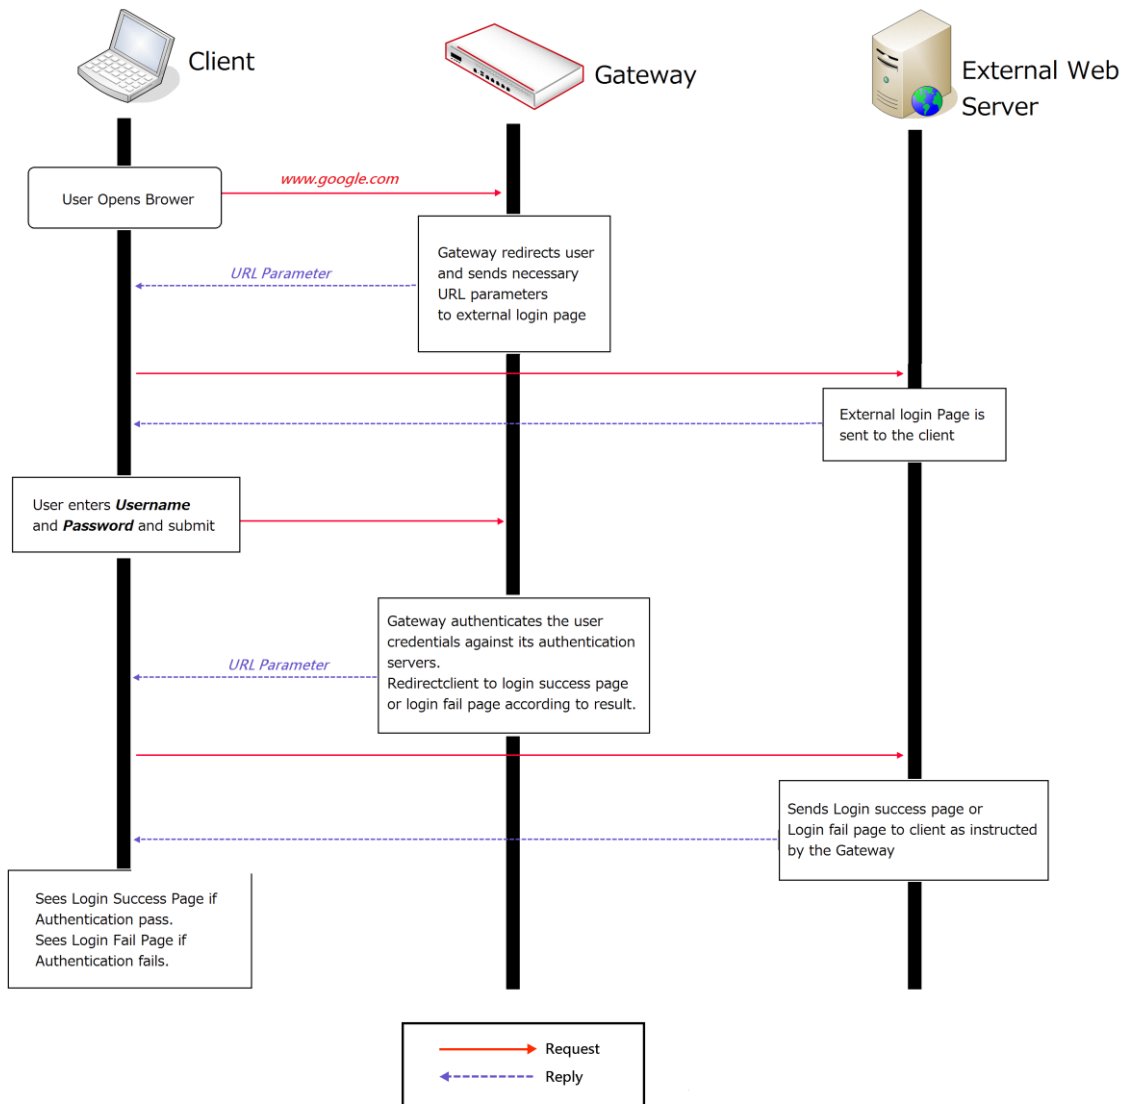 Client
Gateway
External Web
Server
User Opens Brower
www.google.com
Gateway redirects user
and sends necessary
URL parameters
to external login page
URL Parameter
External login Page is
sent to the client
User enters Username
and Password and submit
Gateway authenticates the user
credentials against its authentication
servers.
Redirectclient to login success page
or login fail page according to result.
URL Parameter
Sends Login success page or
Login fail page to client as instructed
by the Gateway
Sees Login Success Page if
Authentication pass.
Sees Login Fail Page if
Authentication fails.
Request
Reply